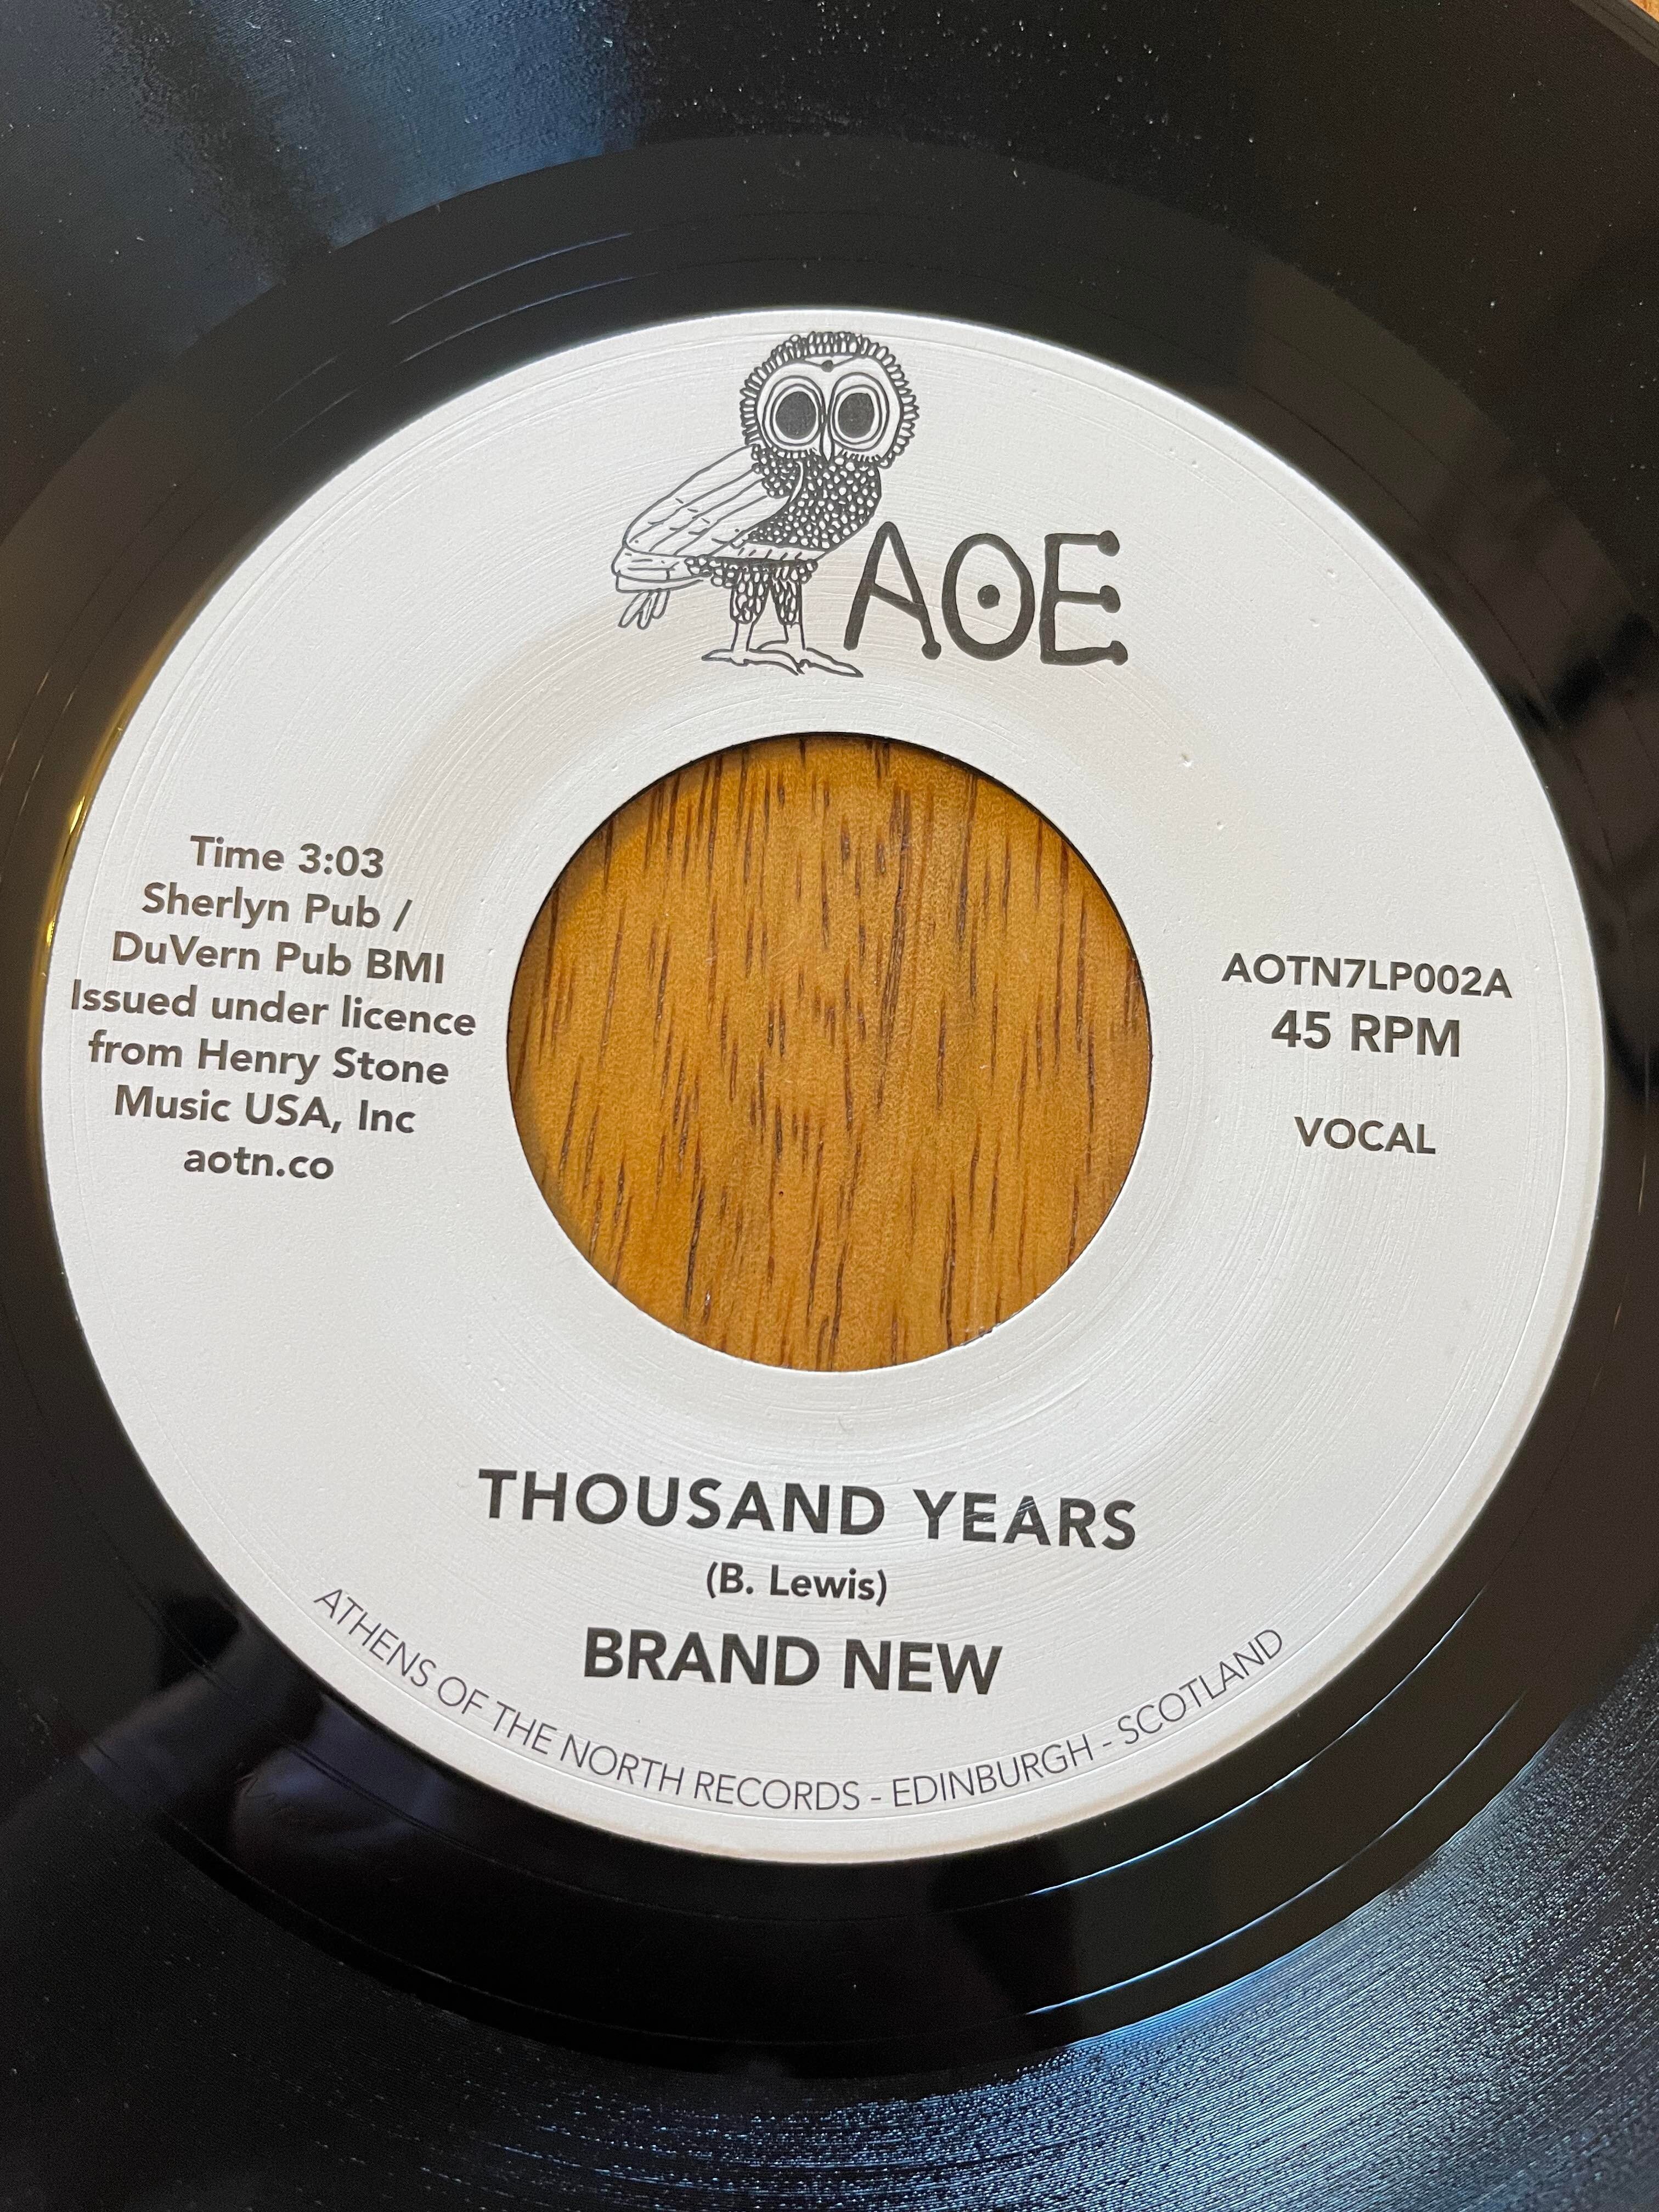 AOE
Time 3:03
Sherlyn Pub /
DuVern Pub BMI
Issued under licence
from Henry Stone
Music USA, Inc
aotn.co
AOTN7LP002A
45 RPM
VOCAL
THOUSAND YEARS
(B. Lewis)
BRAND NEW
ATHENS OF THE NORTH RECORDS - EDINBURGH - SCOTLAND